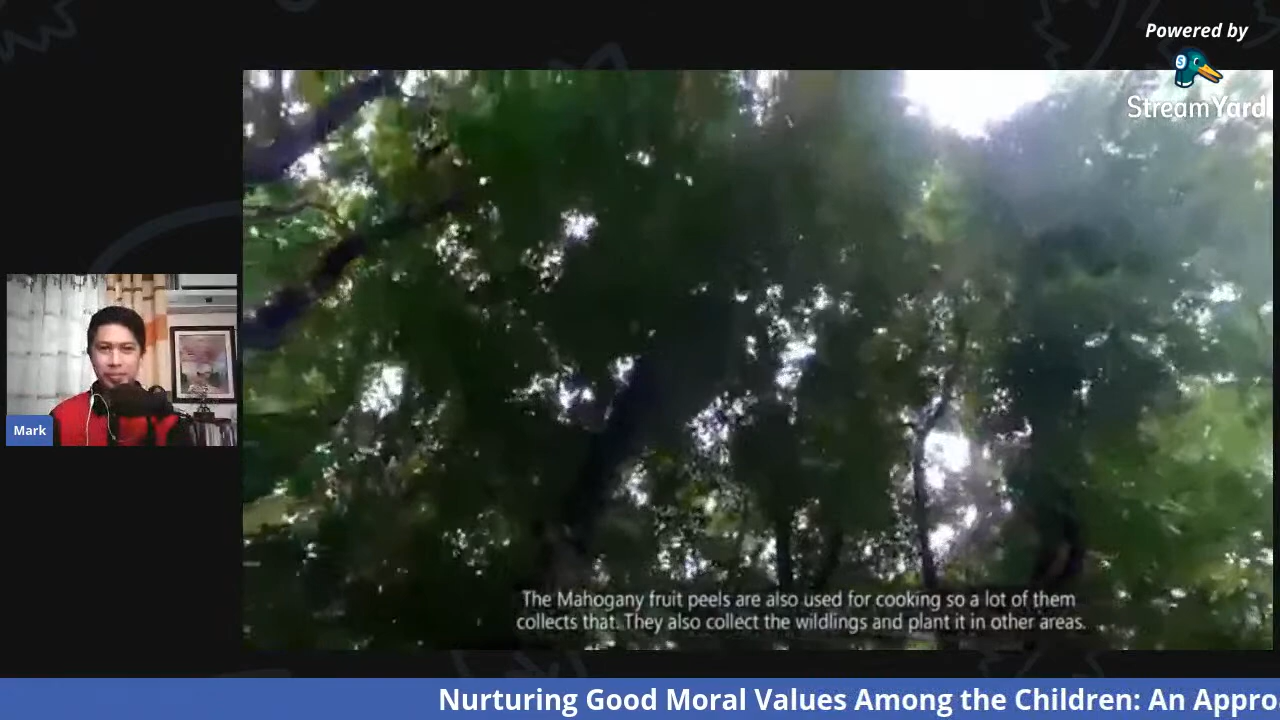 Powered by
StreamYard
Mark
The Mahogany fruit peels are also used for cooking so a lot of them
collects that. They also collect the wildlings and plant it in other areas.
Nurturing Good Moral Values Among the Children: An Appro